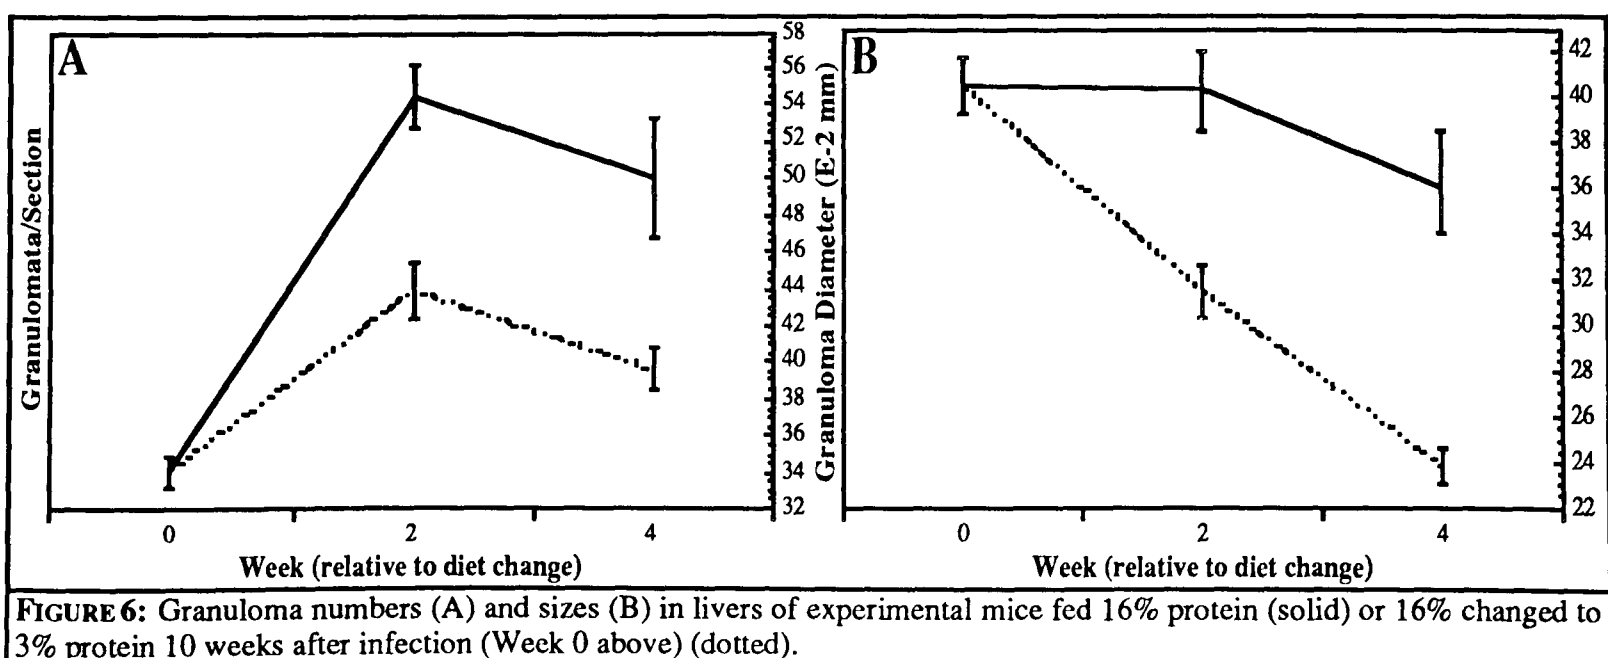 A
Granulomata/Section
58
56
54
52
50
48
46
44
42
40
38
36
34
32
0 2 4
Week (relative to diet change)
B
Granuloma Diameter (E-2 mm)
42
40
38
36
34
32
30
28
26
24
22
0 2 4
Week (relative to diet change)
FIGURE 6: Granuloma numbers (A) and sizes (B) in livers of experimental mice fed 16% protein (solid) or 16% changed to
3% protein 10 weeks after infection (Week 0 above) (dotted).